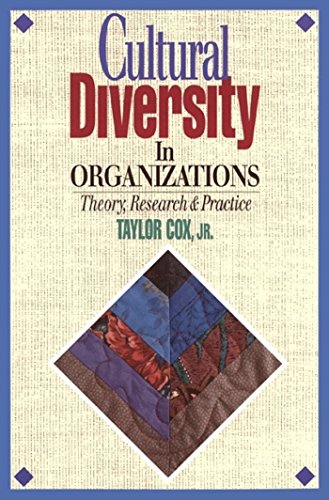 Cultural
Diversity
In
ORGANIZATIONS
Theory, Research & Practice
TAYLOR COX, JR.